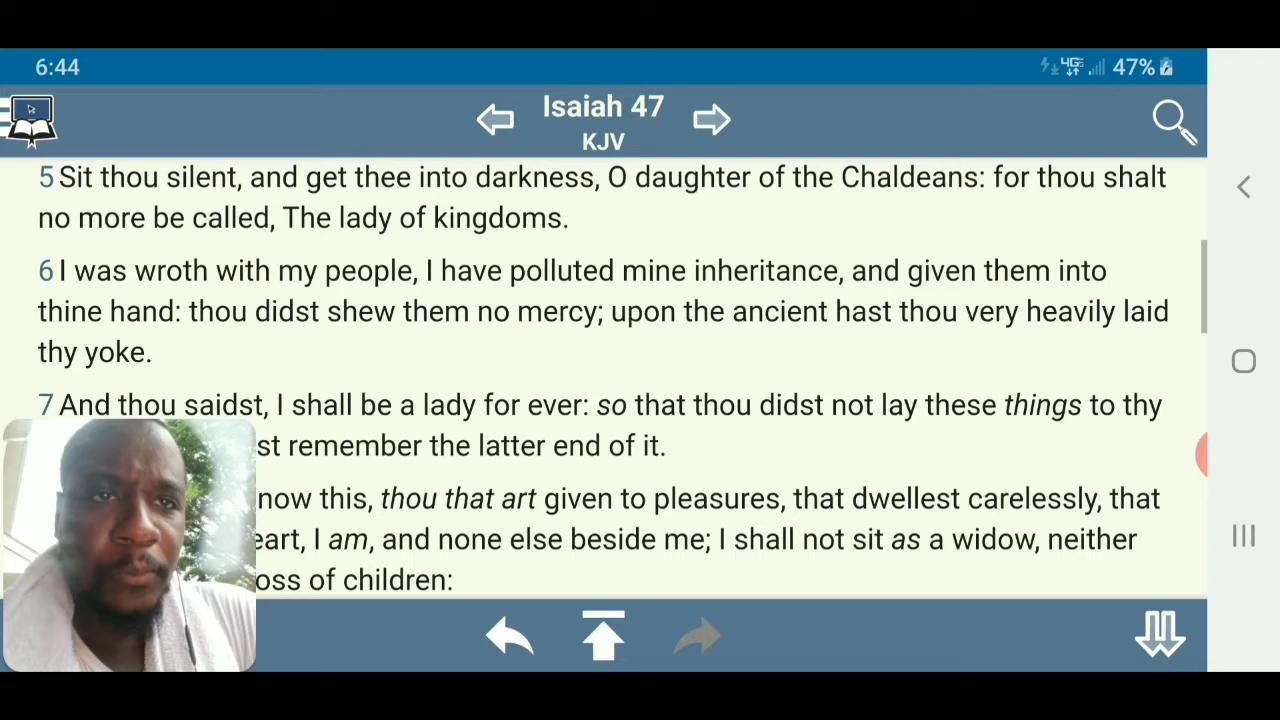 6:44
4GE
47%
Isaiah 47
KJV
5 Sit thou silent, and get thee into darkness, O daughter of the Chaldeans: for thou shalt
no more be called, The lady of kingdoms.
6 I was wroth with my people, I have polluted mine inheritance, and given them into
thine hand: thou didst shew them no mercy; upon the ancient hast thou very heavily laid
thy yoke.
7 And thou saidst, I shall be a lady for ever: so that thou didst not lay these things to thy
st remember the latter end of it.
now this, thou that art given to pleasures, that dwellest carelessly, that
eart, I am, and none else beside me; I shall not sit as a widow, neither
oss of children: